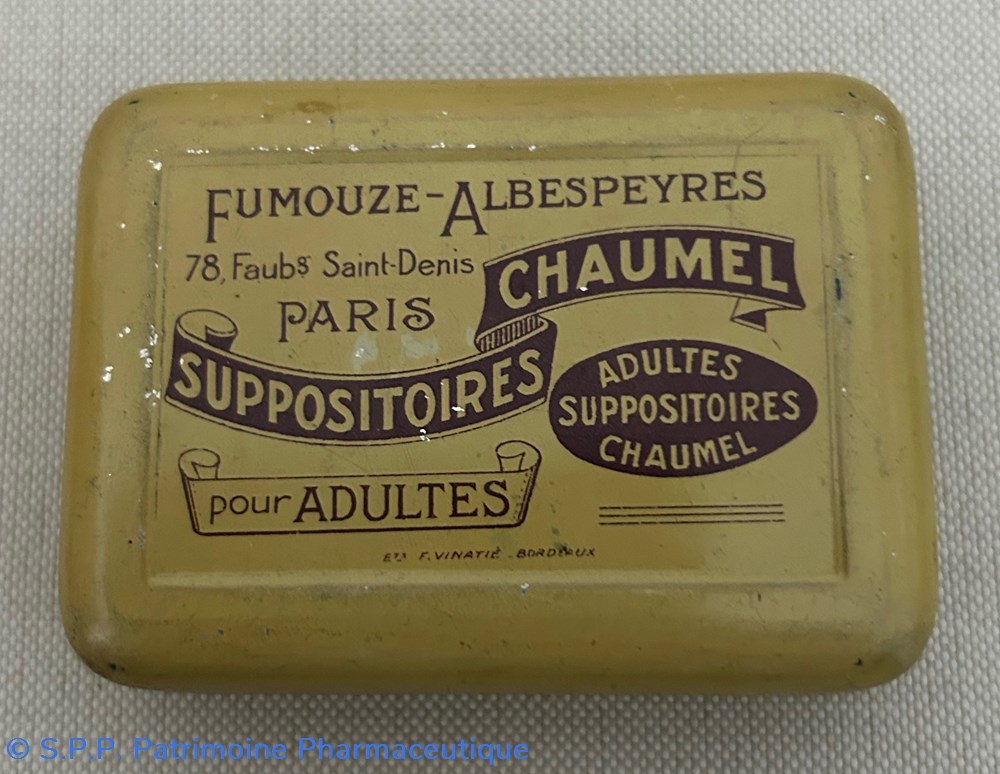 FUMOUZE-ALBESPEYRES
78, Faubg Saint-Denis
PARIS
CHAUMEL
SUPPOSITOIRES
pour ADULTES
ADULTES
SUPPOSITOIRES
CHAUMEL
Ets F. VINATIÉ - BORDEAUX
© S.P.P. Patrimoine Pharmaceutique